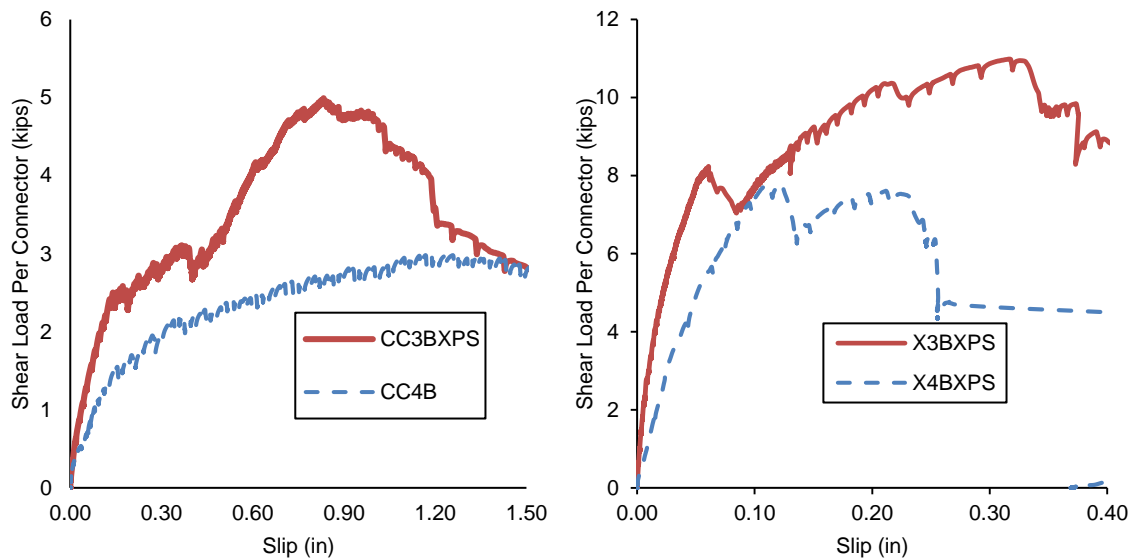 Shear Load Per Connector (kips)
6
5
4
3
2
1
0
0.00 0.30 0.60 0.90 1.20 1.50
Slip (in)
CC3BXPS
CC4B
Shear Load Per Connector (kips)
12
10
8
6
4
2
0
0.00 0.10 0.20 0.30 0.40
Slip (in)
X3BXPS
X4BXPS